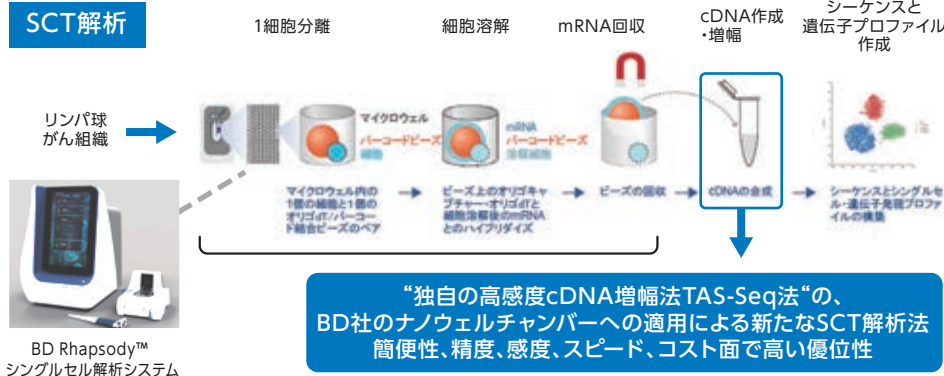 SCT解析
1細胞分離
細胞溶解
mRNA回収
cDNA作成
・増幅
シーケンスと
遺伝子プロファイル
作成
リンパ球
がん組織
マイクロウェル
バーコードビーズ
細胞
mRNA
バーコードビーズ
溶解細胞
マイクロウェル内の
1個の細胞と1個の
オリゴdT/バーコー
ド結合ビーズのペア
ビーズ上のオリゴキャ
プチャー・オリゴdTと
細胞溶解後のmRNA
とのハイブリダイズ
ビーズの回収
cDNAの合成
シーケンスとシングルセ
ル・遺伝子発現プロファ
イルの構築
“独自の高感度cDNA増幅法TAS-Seq法“の、
BD社のナノウェルチャンバーへの適用による新たなSCT解析法
簡便性、精度、感度、スピード、コスト面で高い優位性
BD Rhapsody™
シングルセル解析システム